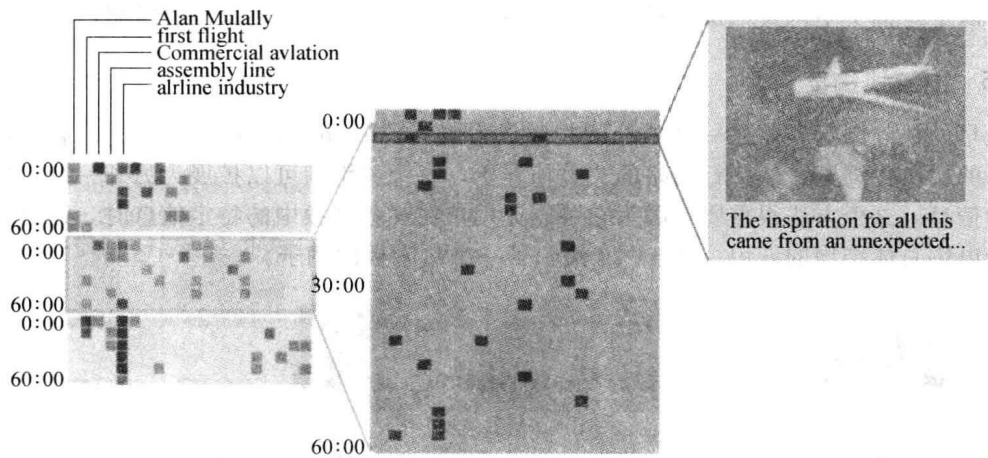 Alan Mulally
first flight
Commercial avlation
assembly line
alrline industry
0:00
60:00
0:00
60:00
0:00
60:00
0:00
30:00
60:00
The inspiration for all this
came from an unexpected...